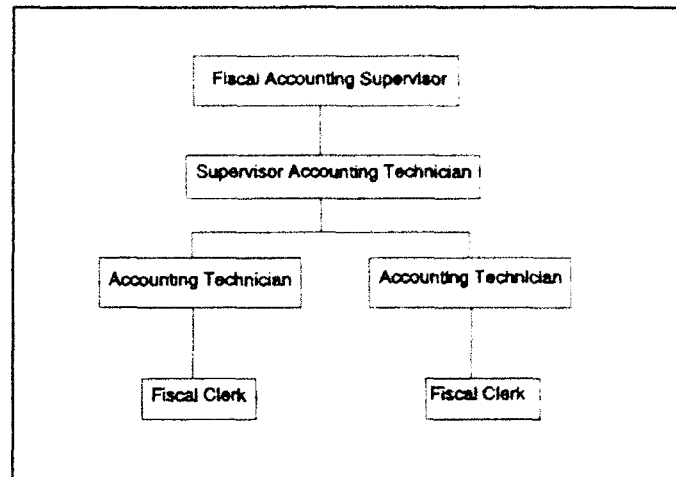 Fiscal Accounting Supervisor
Supervisor Accounting Technician
Accounting Technician
Accounting Technician
Fiscal Clerk
Fiscal Clerk